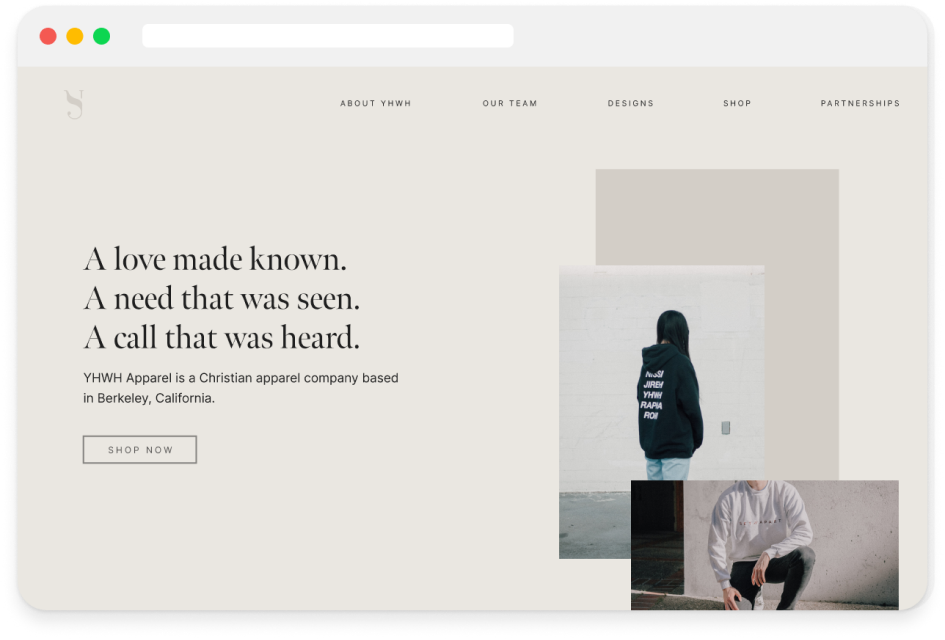 ABOUT YHWH
OUR TEAM
DESIGNS
SHOP
PARTNERSHIPS
A love made known.
A need that was seen.
A call that was heard.
YHWH Apparel is a Christian apparel company based
in Berkeley, California.
SHOP NOW
NISSI
JIREH
YHWH
RAPHA
ROI